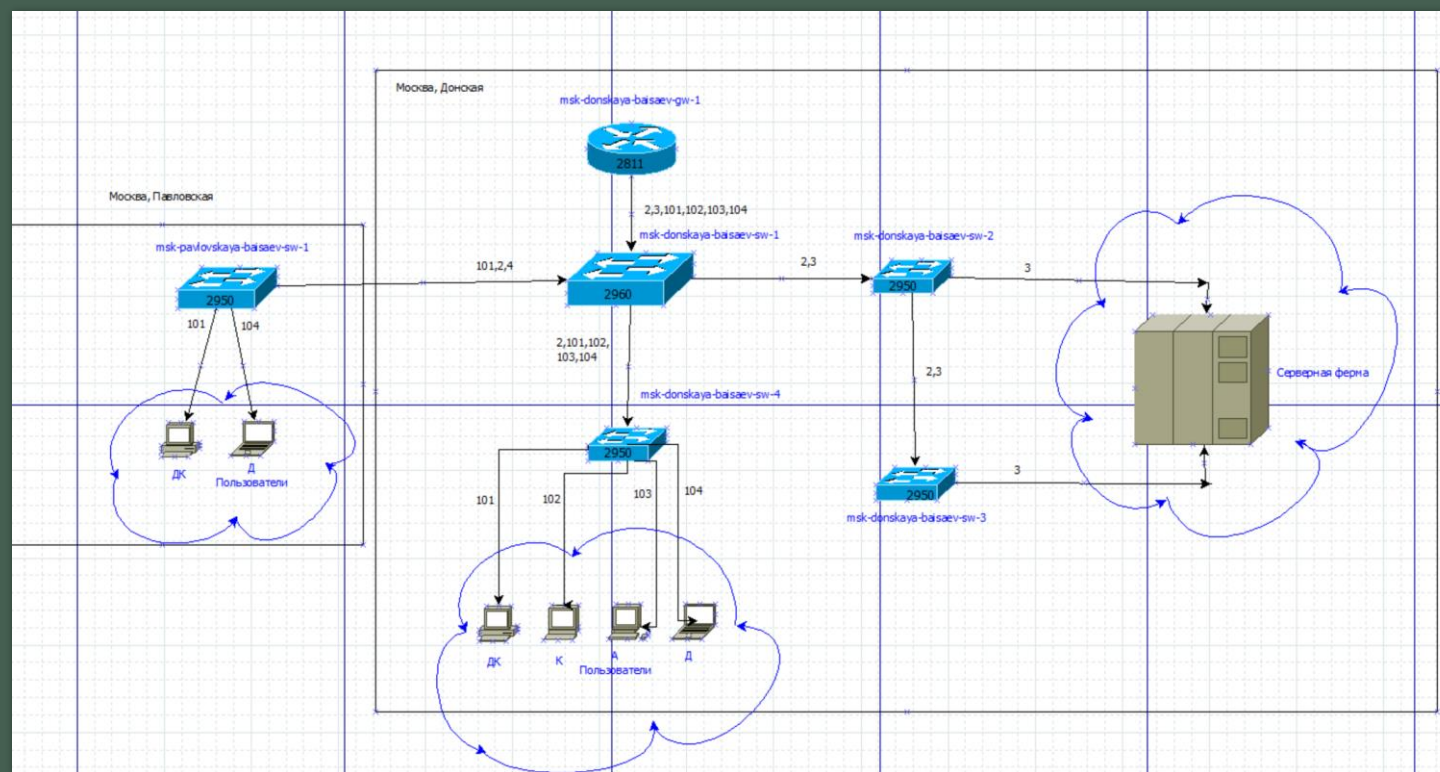 Москва, Донская
msk-donskaya-baisaev-gw-1
2811
Москва, Павловская
2,3,101,102,103,104
msk-donskaya-baisaev-sw-1
msk-donskaya-baisaev-sw-2
msk-pavlovskaya-baisaev-sw-1
101,2,4
2,3
3
2950
2960
2950
101
104
2,101,102,
103,104
2,3
Серверная ферма
msk-donskaya-baisaev-sw-4
2950
ДК
Д
Пользователи
101
102
103
104
3
2950
msk-donskaya-baisaev-sw-3
ДК
К
А
Д
Пользователи